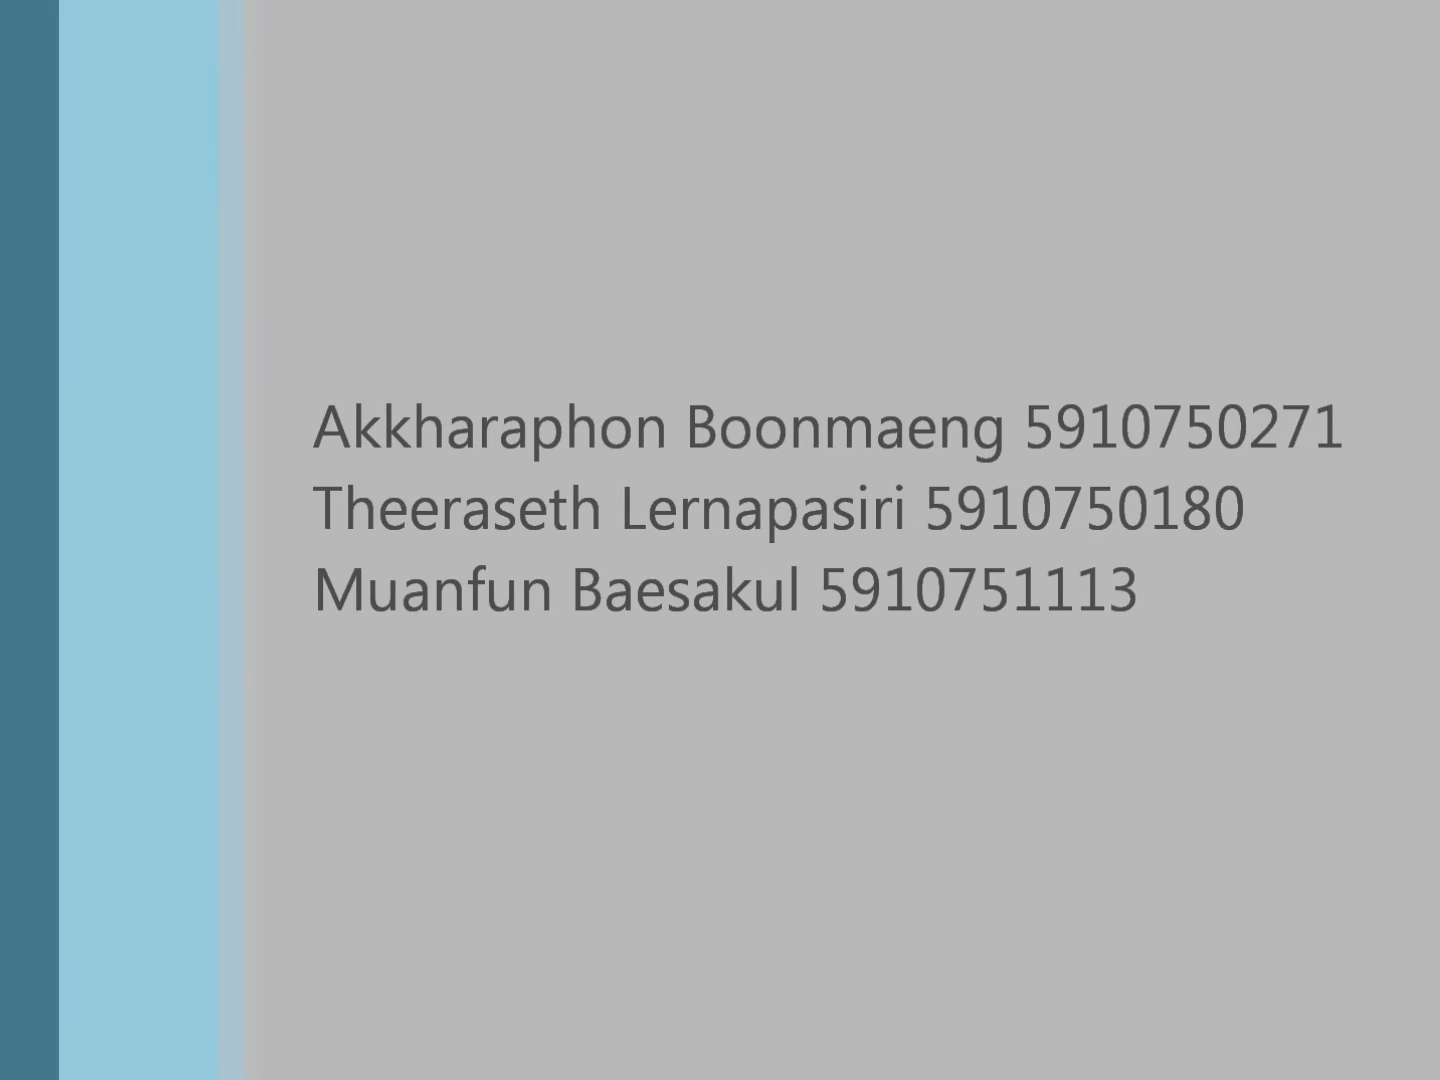 Akkharaphon Boonmaeng 5910750271
Theeraseth Lernapasiri 5910750180
Muanfun Baesakul 5910751113